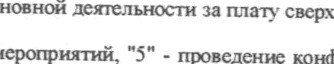 новной деятельности за плату сверх
мероприятий, "5" - проведение конф